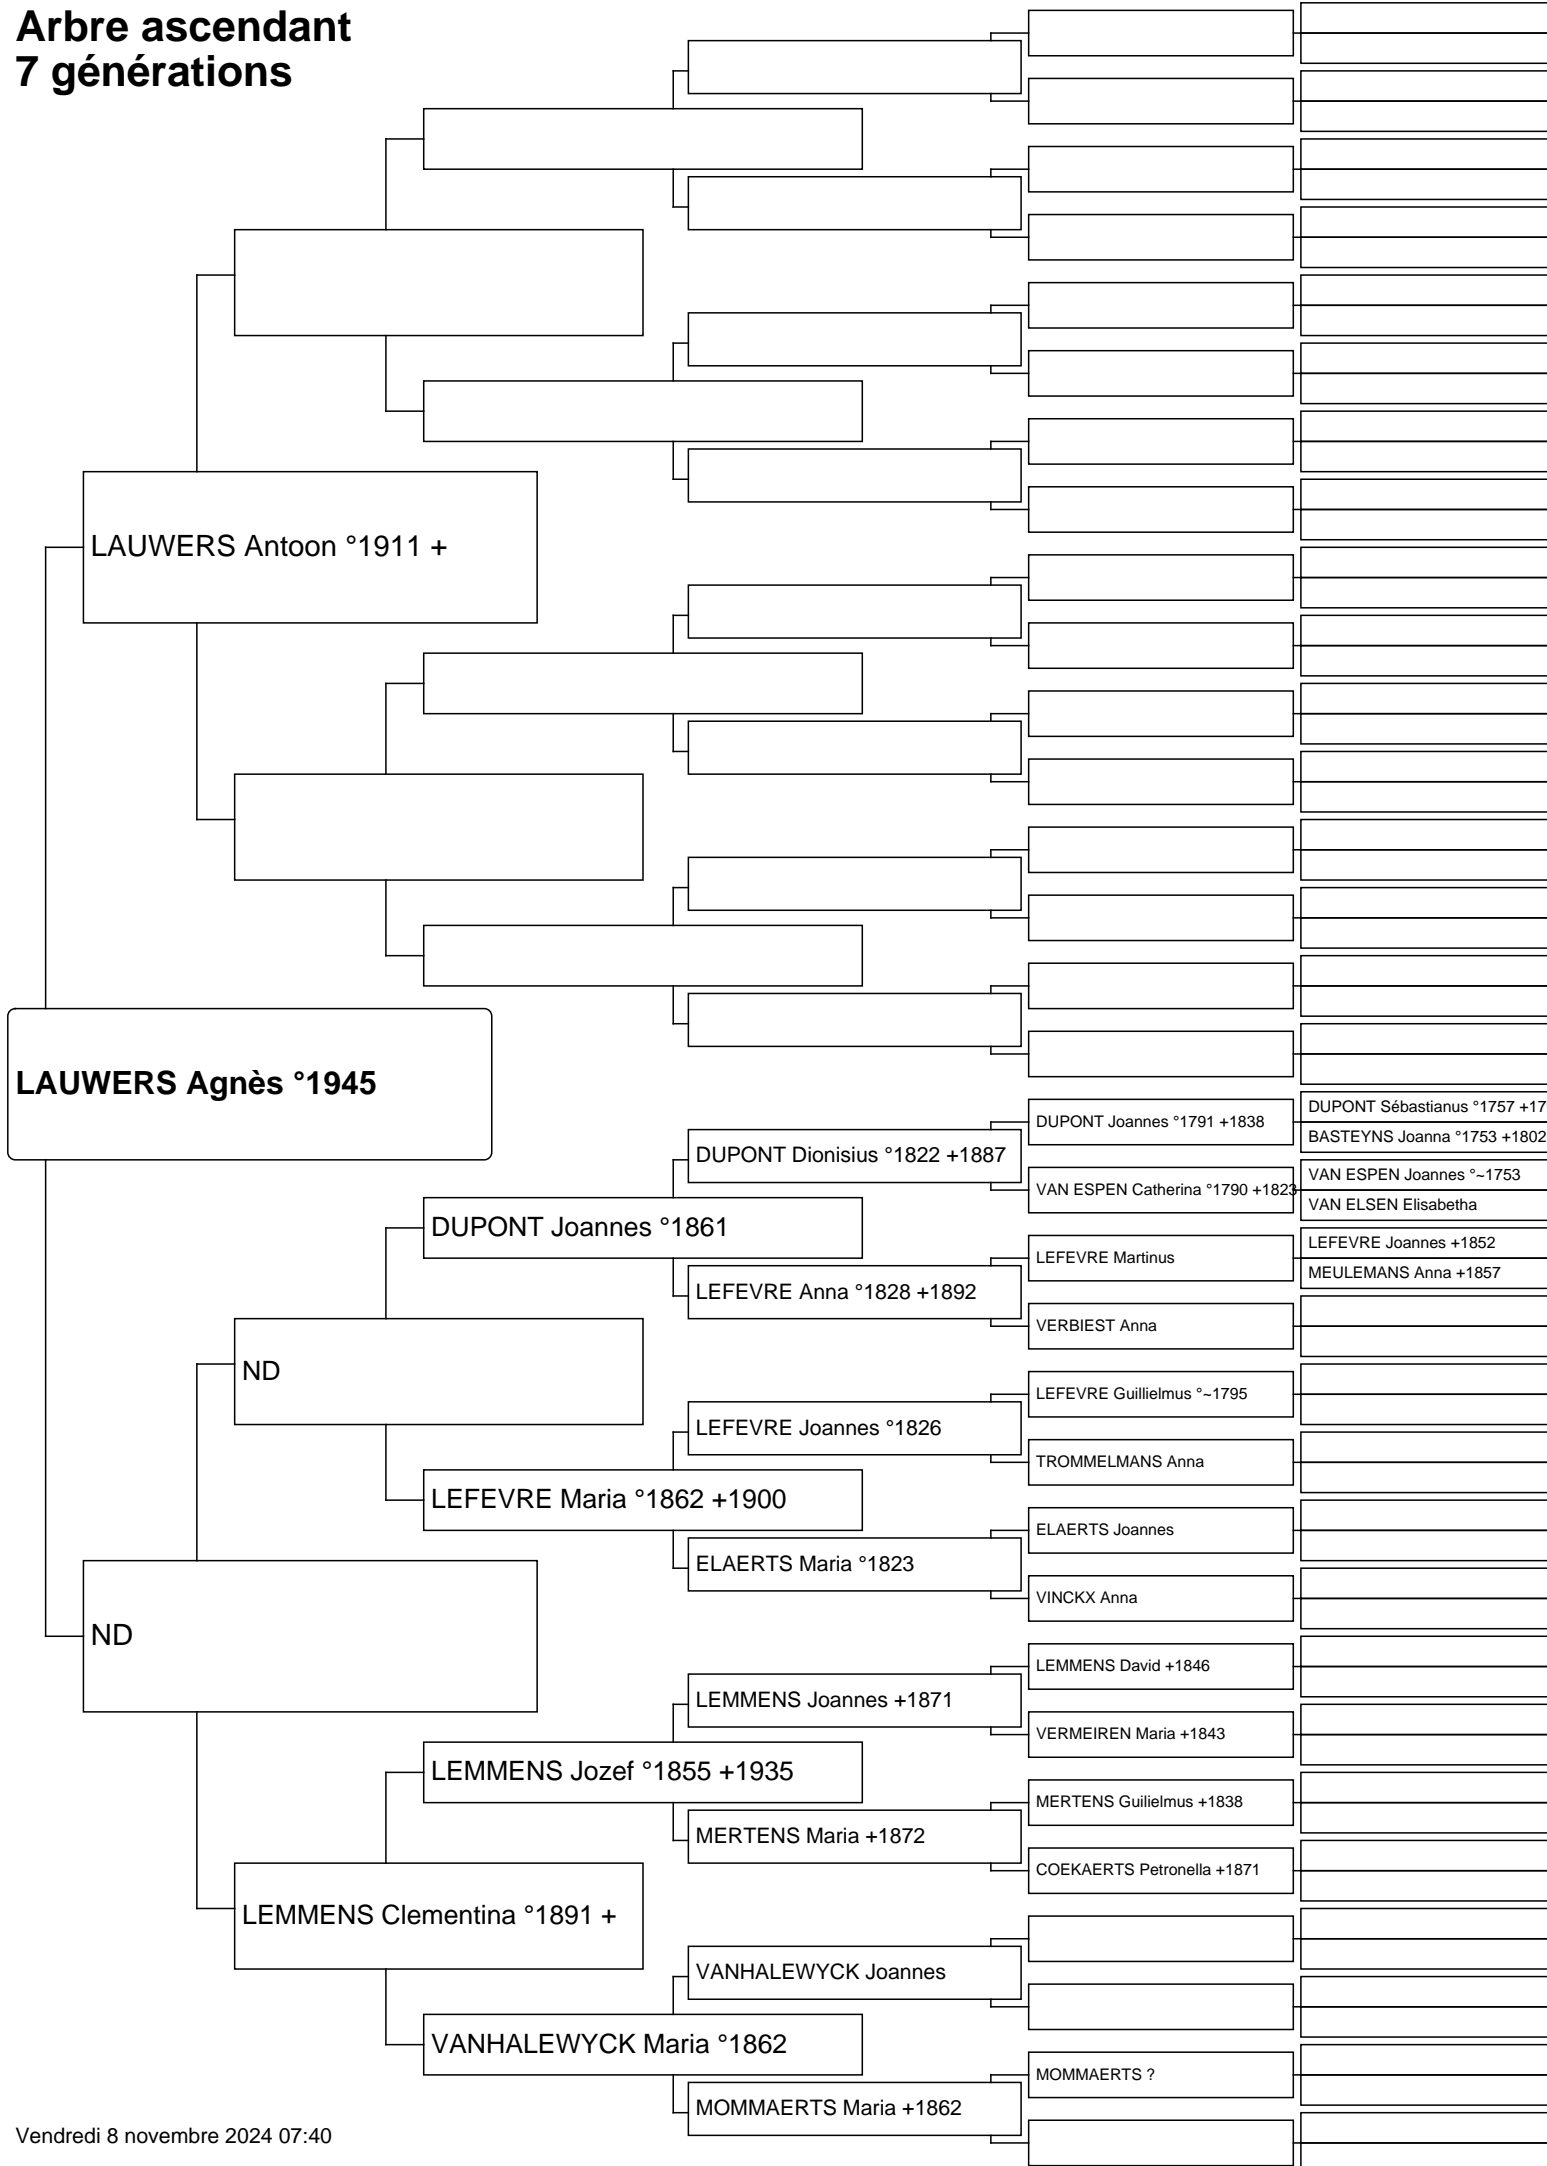 Arbre ascendant
7 générations
LAUWERS Antoon °1911 +
LAUWERS Agnès °1945
DUPONT Joannes °1791 +1838
DUPONT Sébastianus °1757 +17
BASTEYNS Joanna °1753 +1802
DUPONT Dionisius °1822 +1887
VAN ESPEN Catherina °1790 +1823
VAN ESPEN Joannes °~1753
VAN ELSEN Elisabetha
DUPONT Joannes °1861
LEFEVRE Martinus
LEFEVRE Joannes +1852
MEULEMANS Anna +1857
LEFEVRE Anna °1828 +1892
VERBIEST Anna
ND
LEFEVRE Guillielmus °~1795
LEFEVRE Joannes °1826
TROMMELMANS Anna
LEFEVRE Maria °1862 +1900
ELAERTS Joannes
ELAERTS Maria °1823
VINCKX Anna
ND
LEMMENS David +1846
LEMMENS Joannes +1871
VERMEIREN Maria +1843
LEMMENS Jozef °1855 +1935
MERTENS Guilielmus +1838
MERTENS Maria +1872
COEKAERTS Petronella +1871
LEMMENS Clementina °1891 +
VANHALEWYCK Joannes
VANHALEWYCK Maria °1862
MOMMAERTS ?
MOMMAERTS Maria +1862
Vendredi 8 novembre 2024 07:40